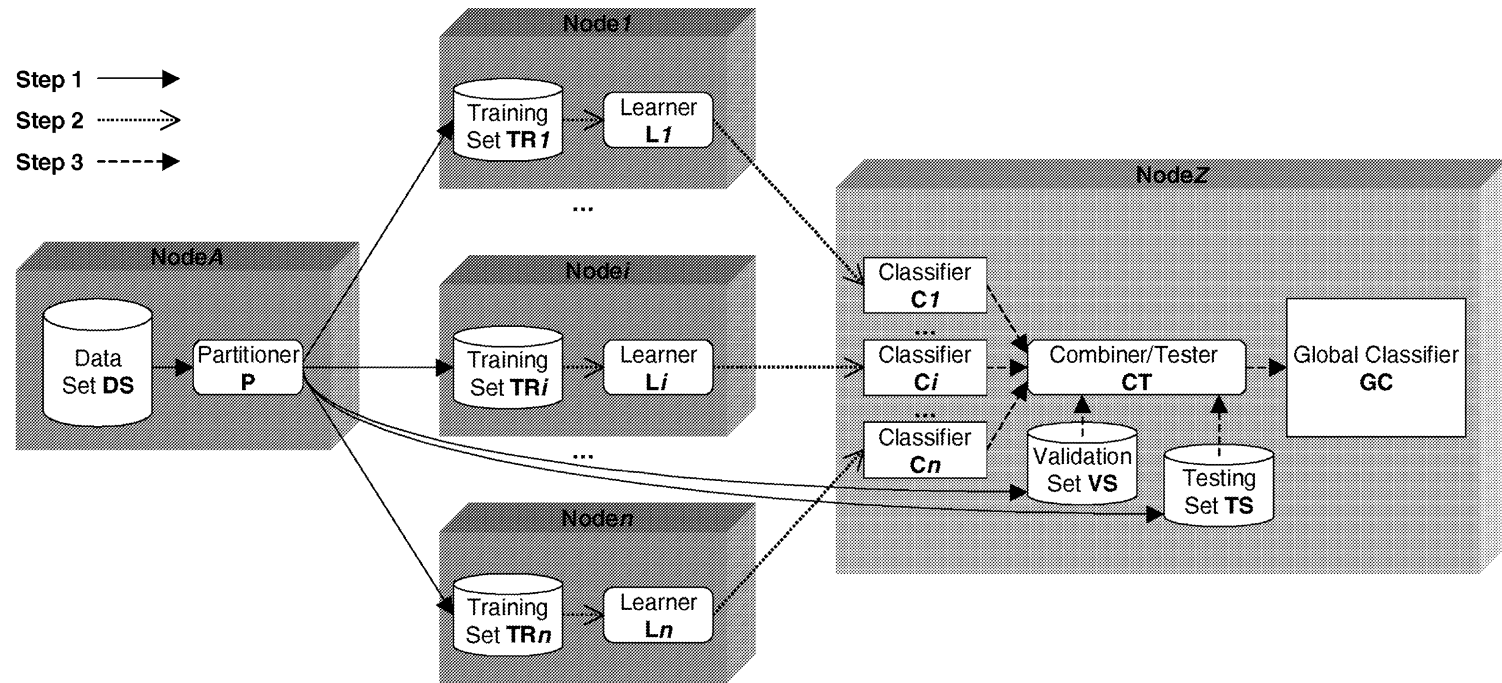 Step 1
Step 2
Step 3
NodeA
Data
Set DS
Partitioner
P
Node1
Training
Set TR1
Learner
L1
...
Nodei
Training
Set TRi
Learner
Li
...
Noden
Training
Set TRn
Learner
Ln
NodeZ
Classifier
C1
...
Classifier
Ci
...
Classifier
Cn
Combiner/Tester
CT
Validation
Set VS
Testing
Set TS
Global Classifier
GC